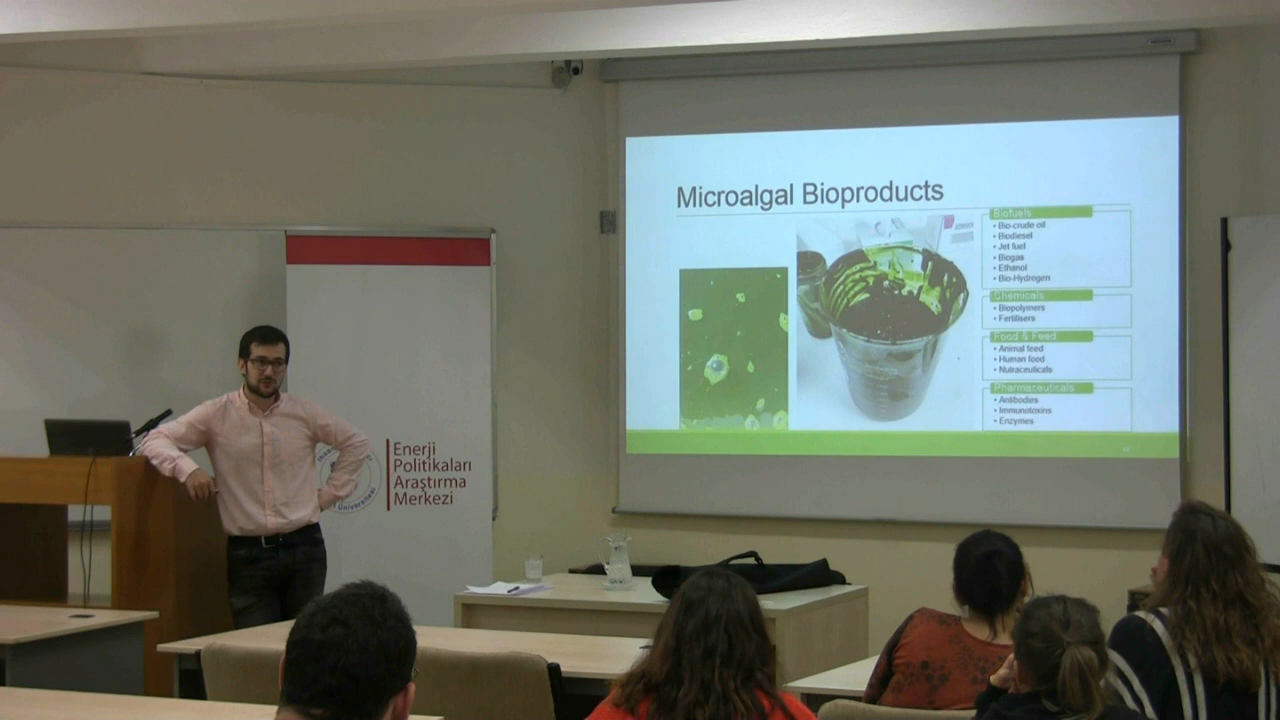 Microalgal Bioproducts
Biofuels
• Bio-crude oil
• Biodiesel
• Jet fuel
• Biogas
• Ethanol
• Bio-Hydrogen
Chemicals
• Biopolymers
• Fertilisers
Food & Feed
• Animal feed
• Human food
• Nutraceuticals
Pharmaceuticals
• Antibodies
• Immunotoxins
• Enzymes
Enerji
Politikaları
Araştırma
Merkezi
Üniversitesi